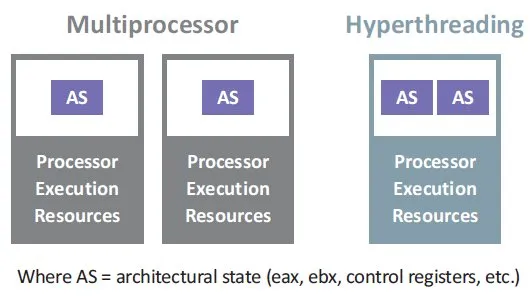 Multiprocessor
Hyperthreading
AS
AS
AS AS
Processor
Execution
Resources
Processor
Execution
Resources
Processor
Execution
Resources
Where AS = architectural state (eax, ebx, control registers, etc.)